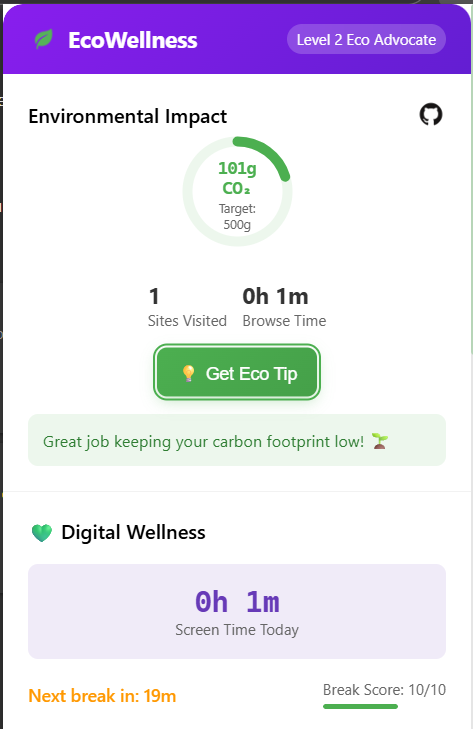 EcoWellness
Level 2 Eco Advocate
Environmental Impact
101g
CO₂
Target:
500g
1
0h 1m
Sites Visited
Browse Time
Get Eco Tip
Great job keeping your carbon footprint low!
Digital Wellness
0h 1m
Screen Time Today
Next break in: 19m
Break Score: 10/10